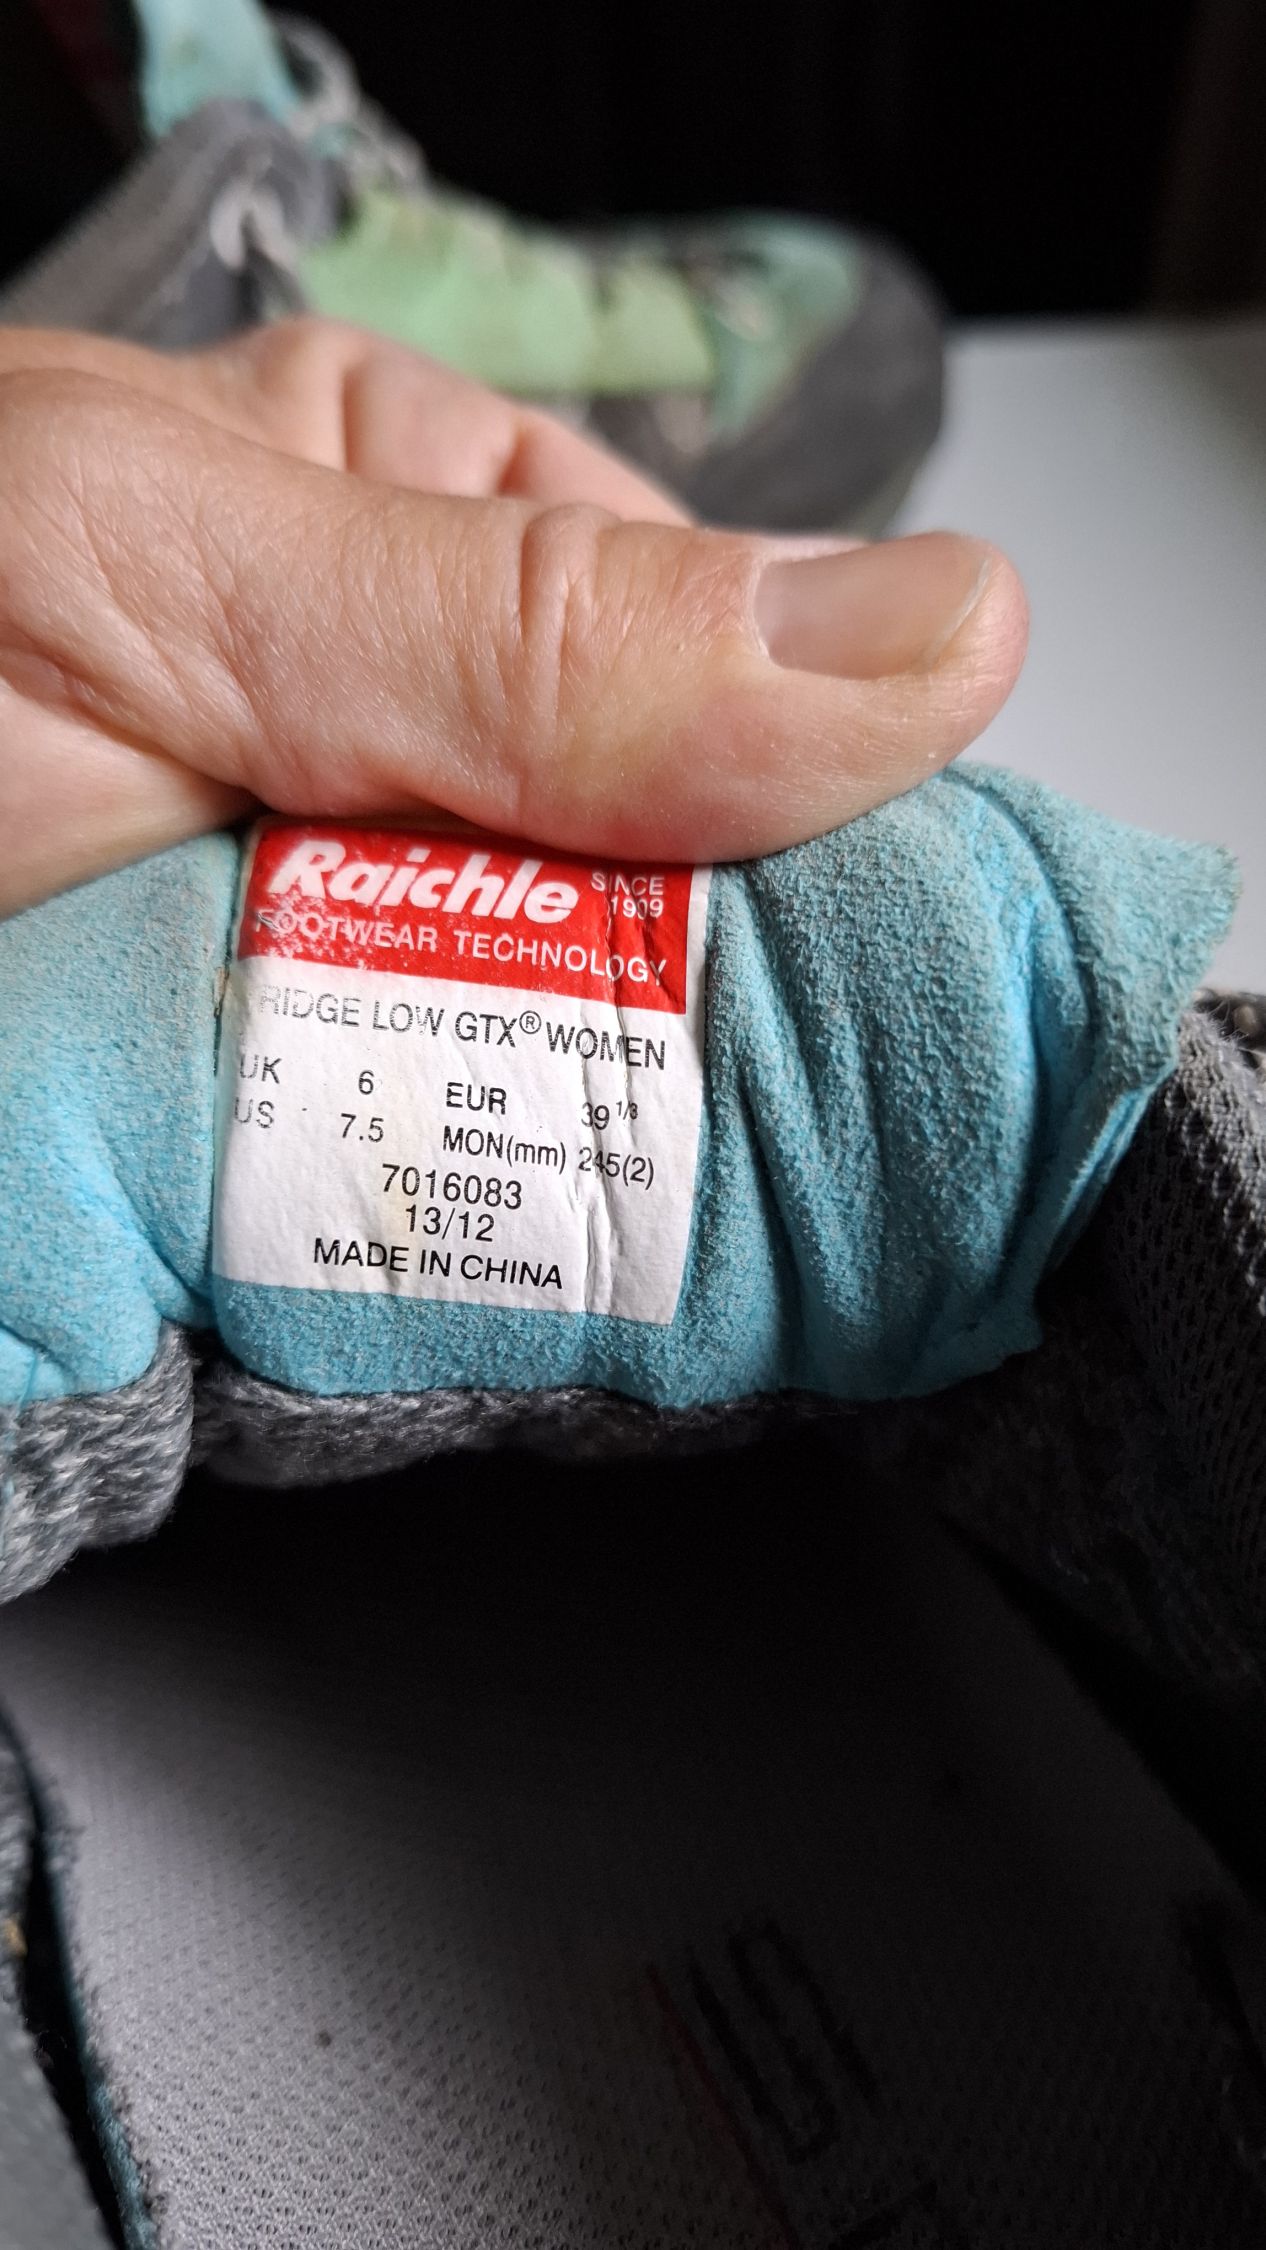 Raichle SINCE 1909
FOOTWEAR TECHNOLOGY
RIDGE LOW GTX® WOMEN
UK 6 EUR 39 1/3
US 7.5 MON(mm) 245(2)
7016083
13/12
MADE IN CHINA